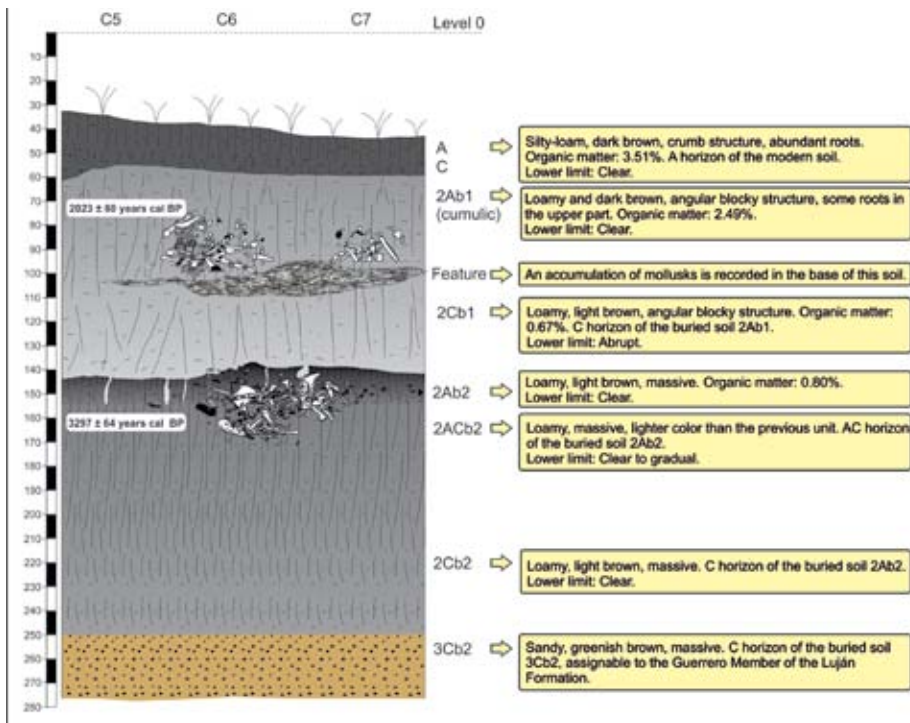 C5 C6 C7 Level 0
10
20
30
40
50
60
70
80
90
100
110
120
130
140
150
160
170
180
190
200
210
220
230
240
250
260
270
280
2023 ± 60 years cal BP
3297 ± 64 years cal BP
A
C
Silty-loam, dark brown, crumb structure, abundant roots.
Organic matter: 3.51%. A horizon of the modern soil.
Lower limit: Clear.
2Ab1
(cumulic)
Loamy and dark brown, angular blocky structure, some roots in
the upper part. Organic matter: 2.49%.
Lower limit: Clear.
Feature
An accumulation of mollusks is recorded in the base of this soil.
2Cb1
Loamy, light brown, angular blocky structure. Organic matter:
0.67%. C horizon of the buried soil 2Ab1.
Lower limit: Abrupt.
2Ab2
Loamy, light brown, massive. Organic matter: 0.80%.
Lower limit: Clear.
2ACb2
Loamy, massive, lighter color than the previous unit. AC horizon
of the buried soil 2Ab2.
Lower limit: Clear to gradual.
2Cb2
Loamy, light brown, massive. C horizon of the buried soil 2Ab2.
Lower limit: Clear.
3Cb2
Sandy, greenish brown, massive. C horizon of the buried soil
3Cb2, assignable to the Guerrero Member of the Luján
Formation.